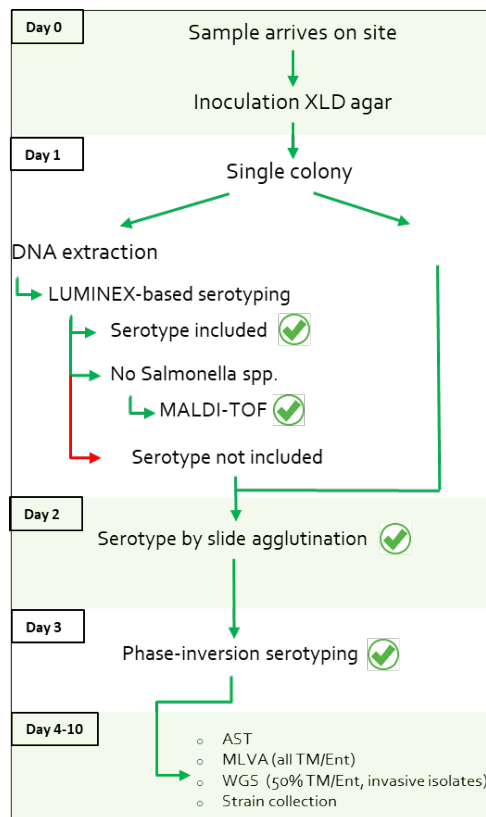 Day 0
Sample arrives on site
Inoculation XLD agar
Day 1
Single colony
DNA extraction
LUMINEX-based serotyping
Serotype included
No Salmonella spp.
MALDI-TOF
Serotype not included
Day 2
Serotype by slide agglutination
Day 3
Phase-inversion serotyping
Day 4-10
AST
MLVA (all TM/Ent)
WGS (50% TM/Ent, invasive isolates)
Strain collection